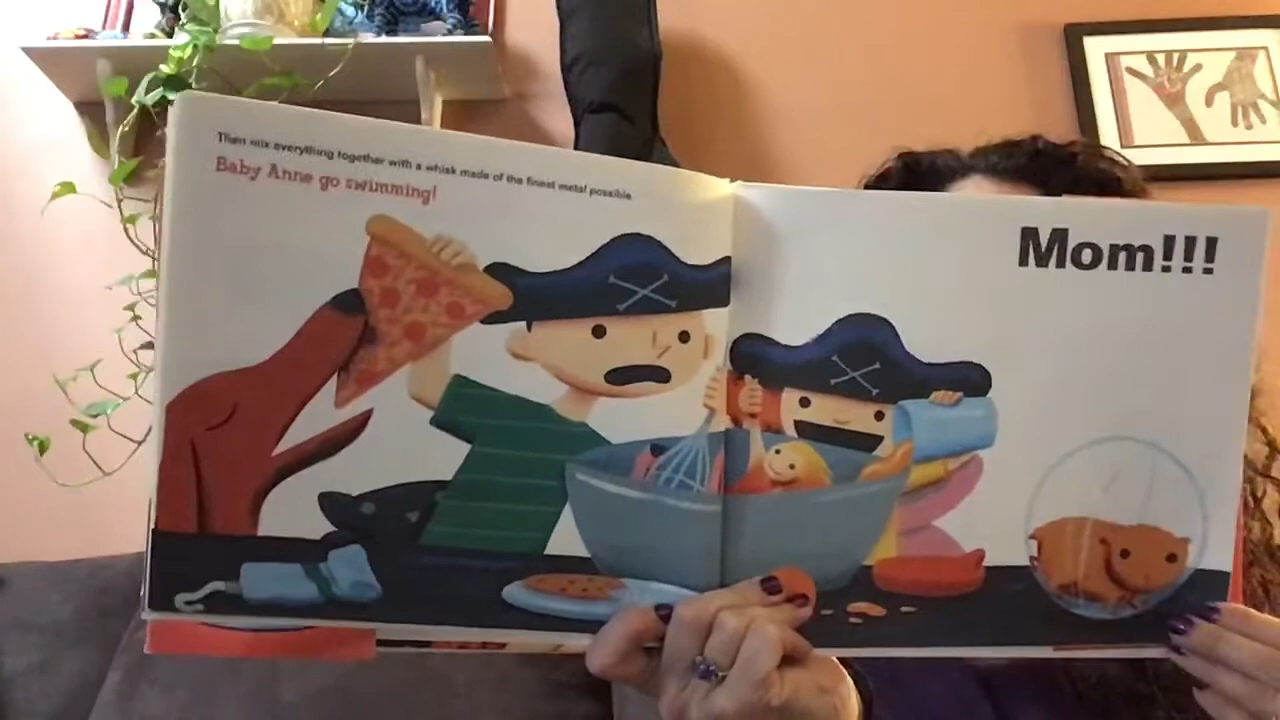 Then mix everything together with a whisk made of the finest metal possible.
Baby Anne go swimming!
Mom!!!